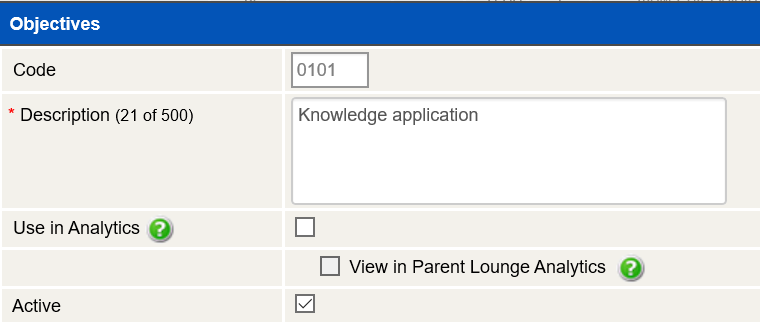 Objectives
Code 0101
* Description (21 of 500) Knowledge application
Use in Analytics ?
View in Parent Lounge Analytics ?
Active